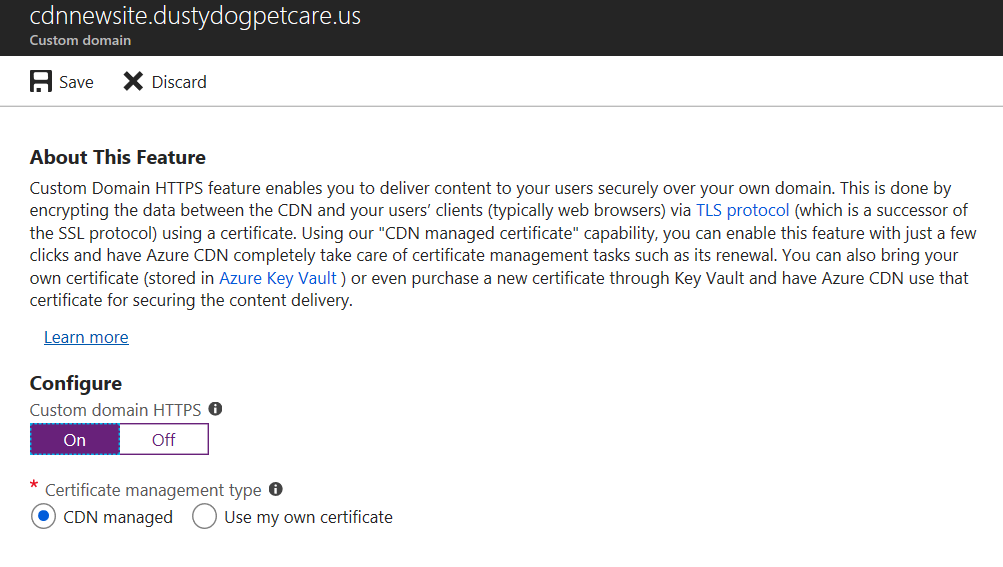 cdnnewsite.dustydogpetcare.us
Custom domain
Save Discard
About This Feature
Custom Domain HTTPS feature enables you to deliver content to your users securely over your own domain. This is done by
encrypting the data between the CDN and your users’ clients (typically web browsers) via TLS protocol (which is a successor of
the SSL protocol) using a certificate. Using our "CDN managed certificate" capability, you can enable this feature with just a few
clicks and have Azure CDN completely take care of certificate management tasks such as its renewal. You can also bring your
own certificate (stored in Azure Key Vault ) or even purchase a new certificate through Key Vault and have Azure CDN use that
certificate for securing the content delivery.
Learn more
Configure
Custom domain HTTPS
On Off
* Certificate management type
CDN managed Use my own certificate